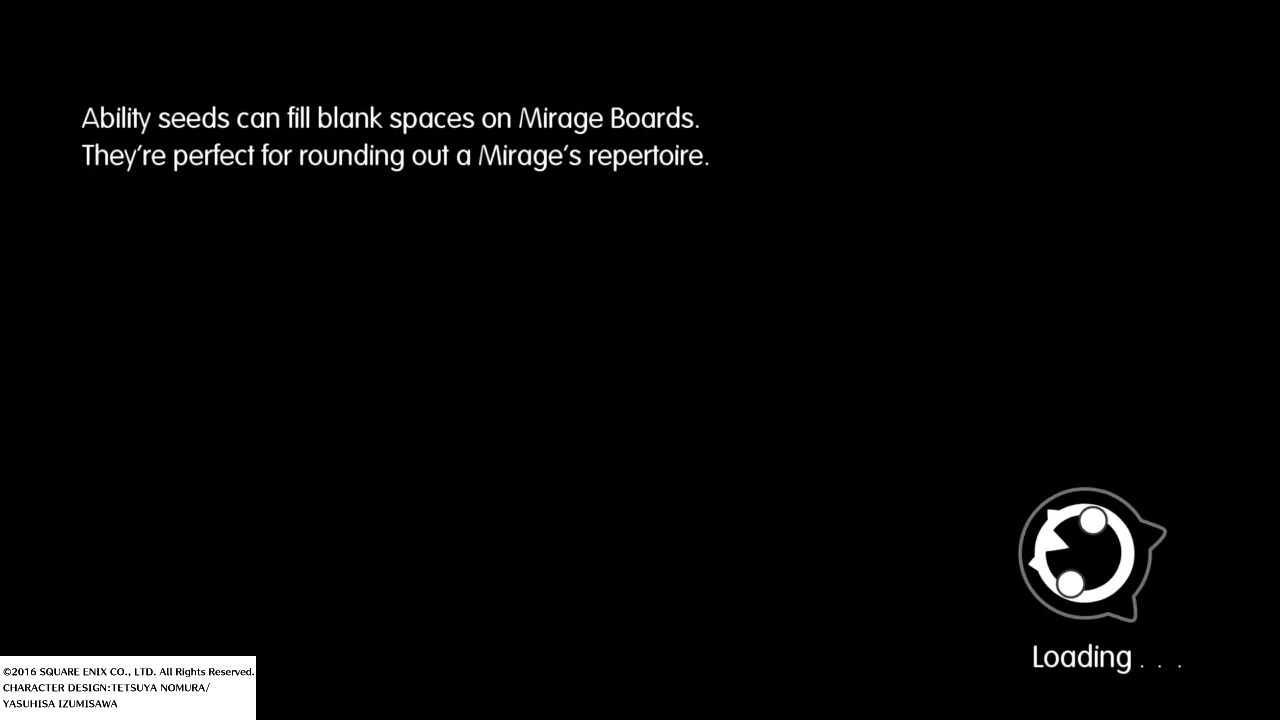 Ability seeds can fill blank spaces on Mirage Boards.
They're perfect for rounding out a Mirage's repertoire.
Loading . . .
©2016 SQUARE ENIX CO., LTD. All Rights Reserved.
CHARACTER DESIGN:TETSUYA NOMURA/
YASUHISA IZUMISAWA